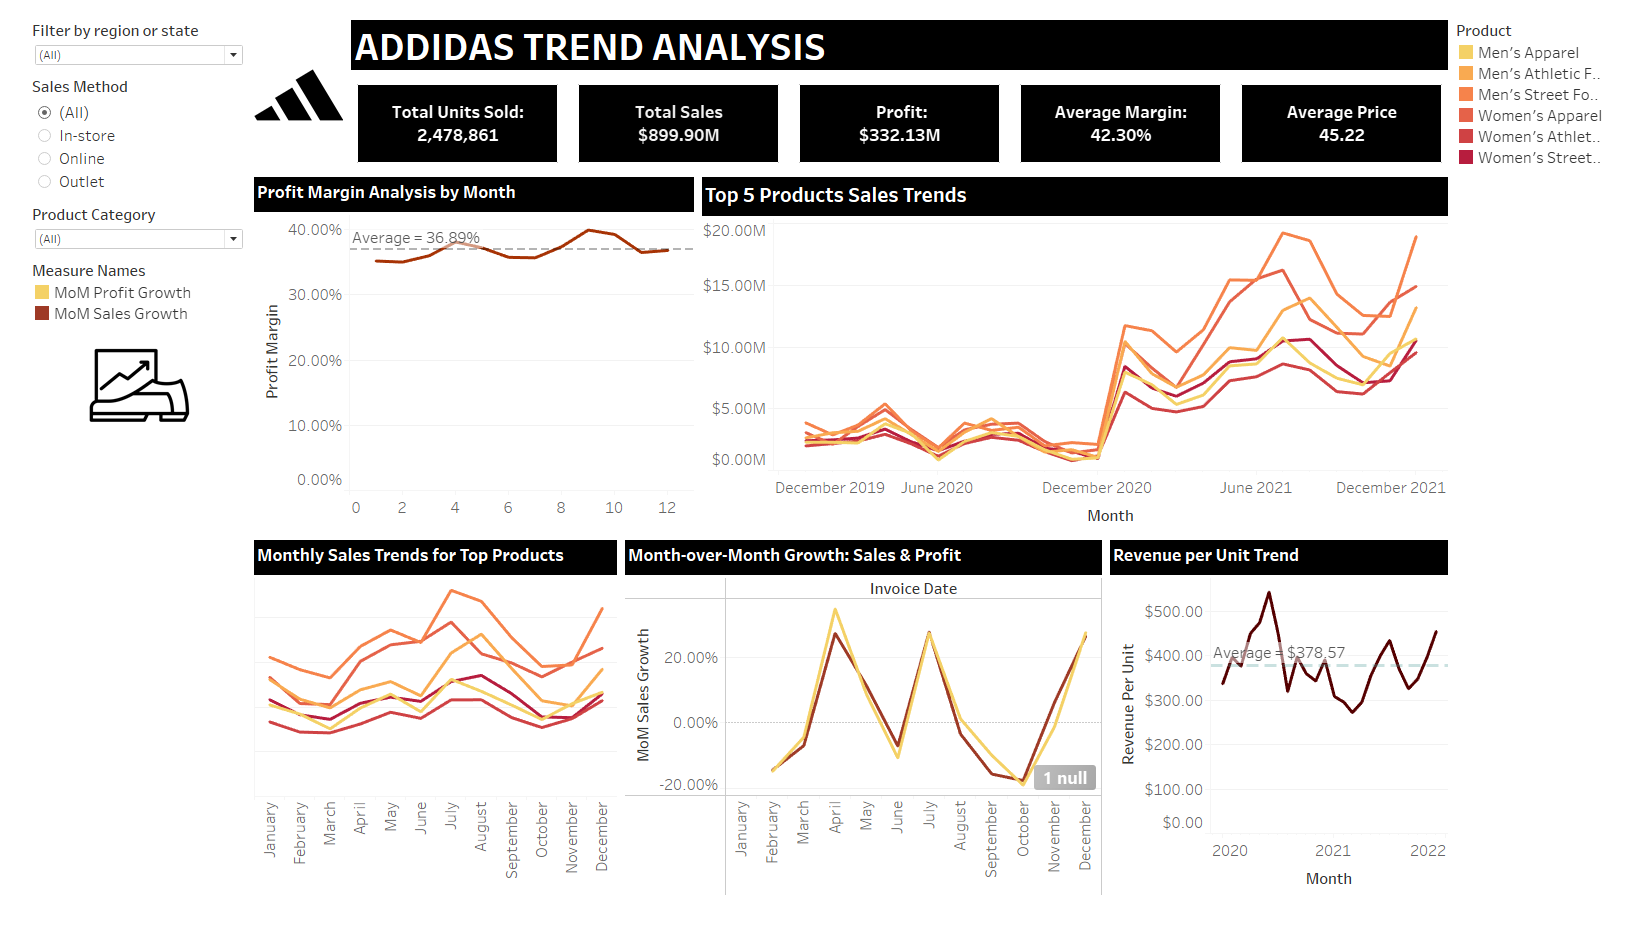 Filter by region or state
(All)
Sales Method
(All)
In-store
Online
Outlet
Product Category
(All)
Measure Names
MoM Profit Growth
MoM Sales Growth
ADDIDAS TREND ANALYSIS
Total Units Sold:
2,478,861
Total Sales
$899.90M
Profit:
$332.13M
Average Margin:
42.30%
Average Price
45.22
Product
Men's Apparel
Men's Athletic F..
Men's Street Fo..
Women's Apparel
Women's Athlet..
Women's Street..
Profit Margin Analysis by Month
Profit Margin
40.00%
30.00%
20.00%
10.00%
0.00%
Average = 36.89%
0 2 4 6 8 10 12
Top 5 Products Sales Trends
$20.00M
$15.00M
$10.00M
$5.00M
$0.00M
December 2019 June 2020 December 2020 June 2021 December 2021
Month
Monthly Sales Trends for Top Products
January
February
March
April
May
June
July
August
September
October
November
December
Month-over-Month Growth: Sales & Profit
Invoice Date
MoM Sales Growth
20.00%
0.00%
-20.00%
1 null
January
February
March
April
May
June
July
August
September
October
November
December
Revenue per Unit Trend
Revenue Per Unit
$500.00
$400.00
$300.00
$200.00
$100.00
$0.00
Average = $378.57
2020 2021 2022
Month